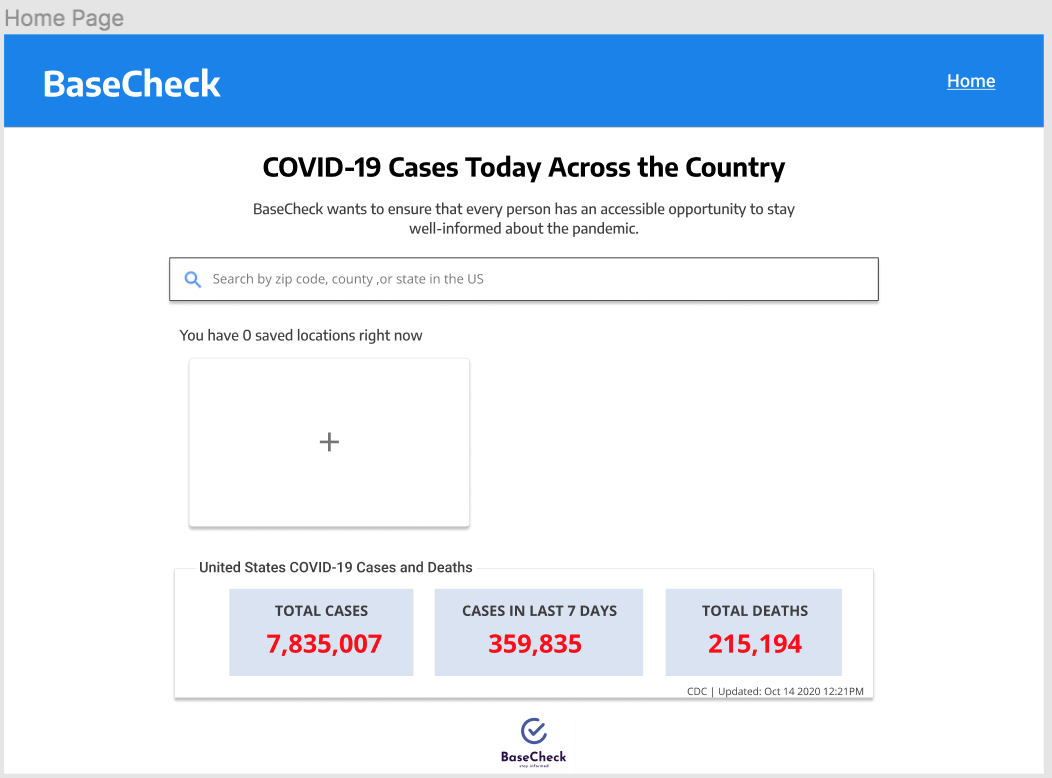 Home Page
BaseCheck
Home
COVID-19 Cases Today Across the Country
BaseCheck wants to ensure that every person has an accessible opportunity to stay
well-informed about the pandemic.
Search by zip code, county ,or state in the US
You have 0 saved locations right now
+
United States COVID-19 Cases and Deaths
TOTAL CASES
7,835,007
CASES IN LAST 7 DAYS
359,835
TOTAL DEATHS
215,194
CDC | Updated: Oct 14 2020 12:21PM
BaseCheck
stay informed